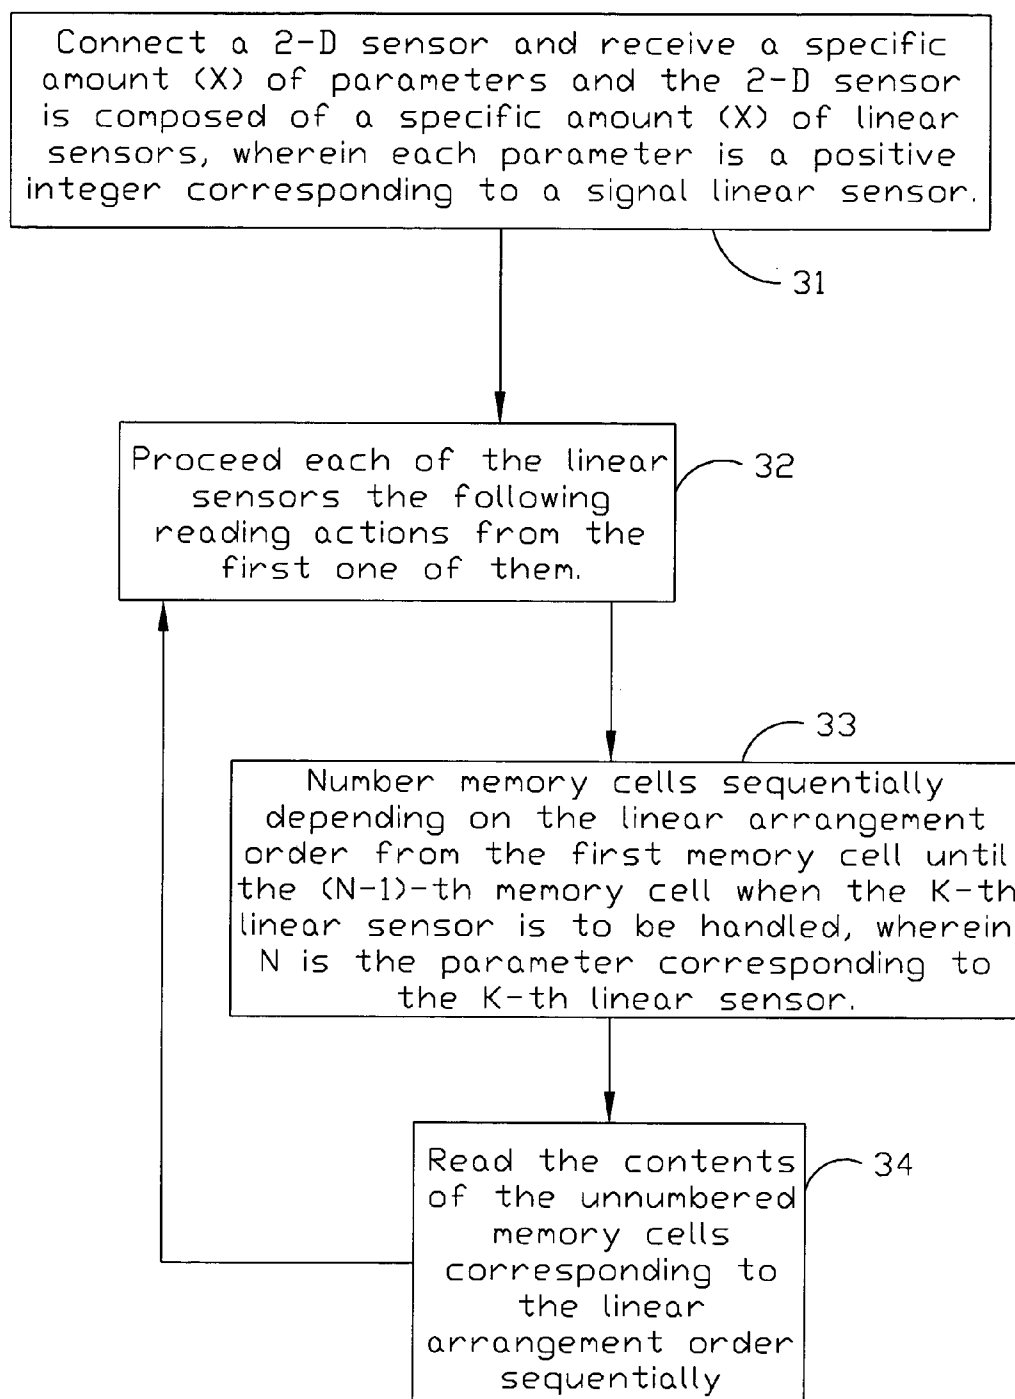 Connect a 2-D sensor and receive a specific
amount (X) of parameters and the 2-D sensor
is composed of a specific amount (X) of linear
sensors, wherein each parameter is a positive
integer corresponding to a signal linear sensor.
31
Proceed each of the linear
sensors the following
reading actions from the
first one of them.
32
33
Number memory cells sequentially
depending on the linear arrangement
order from the first memory cell until
the (N-1)-th memory cell when the K-th
linear sensor is to be handled, wherein
N is the parameter corresponding to
the K-th linear sensor.
Read the contents
of the unnumbered
memory cells
corresponding to
the linear
arrangement order
sequentially
34